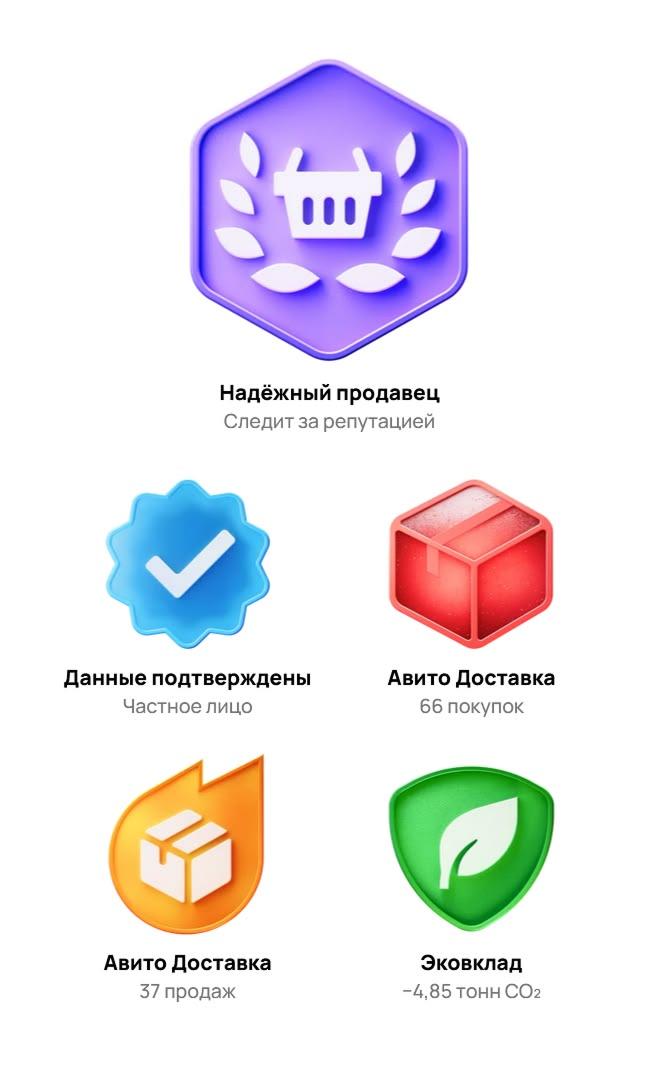 Надёжный продавец
Следит за репутацией
Данные подтверждены
Частное лицо
Авито Доставка
66 покупок
Авито Доставка
37 продаж
Эковклад
−4,85 тонн CO₂